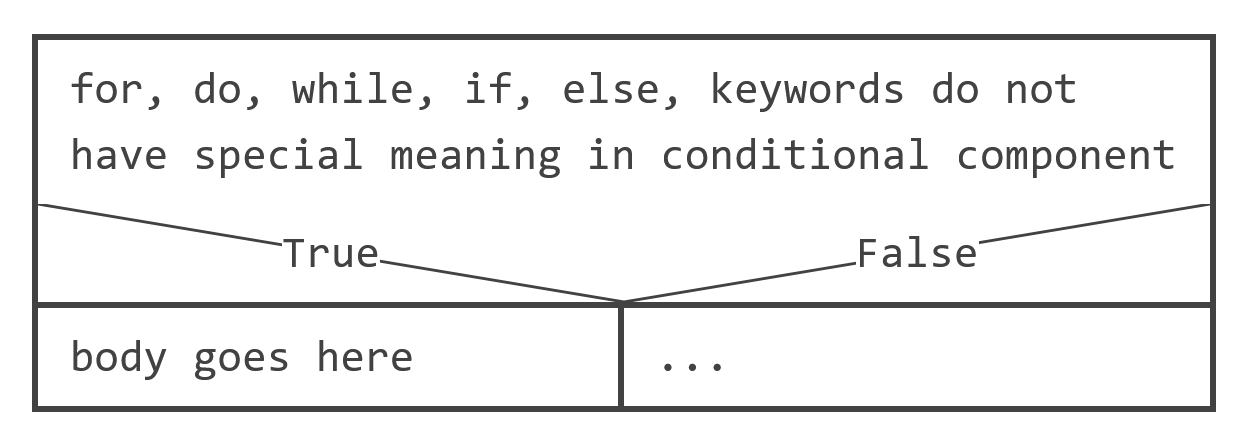 for, do, while, if, else, keywords do not
have special meaning in conditional component
True
False
body goes here
...